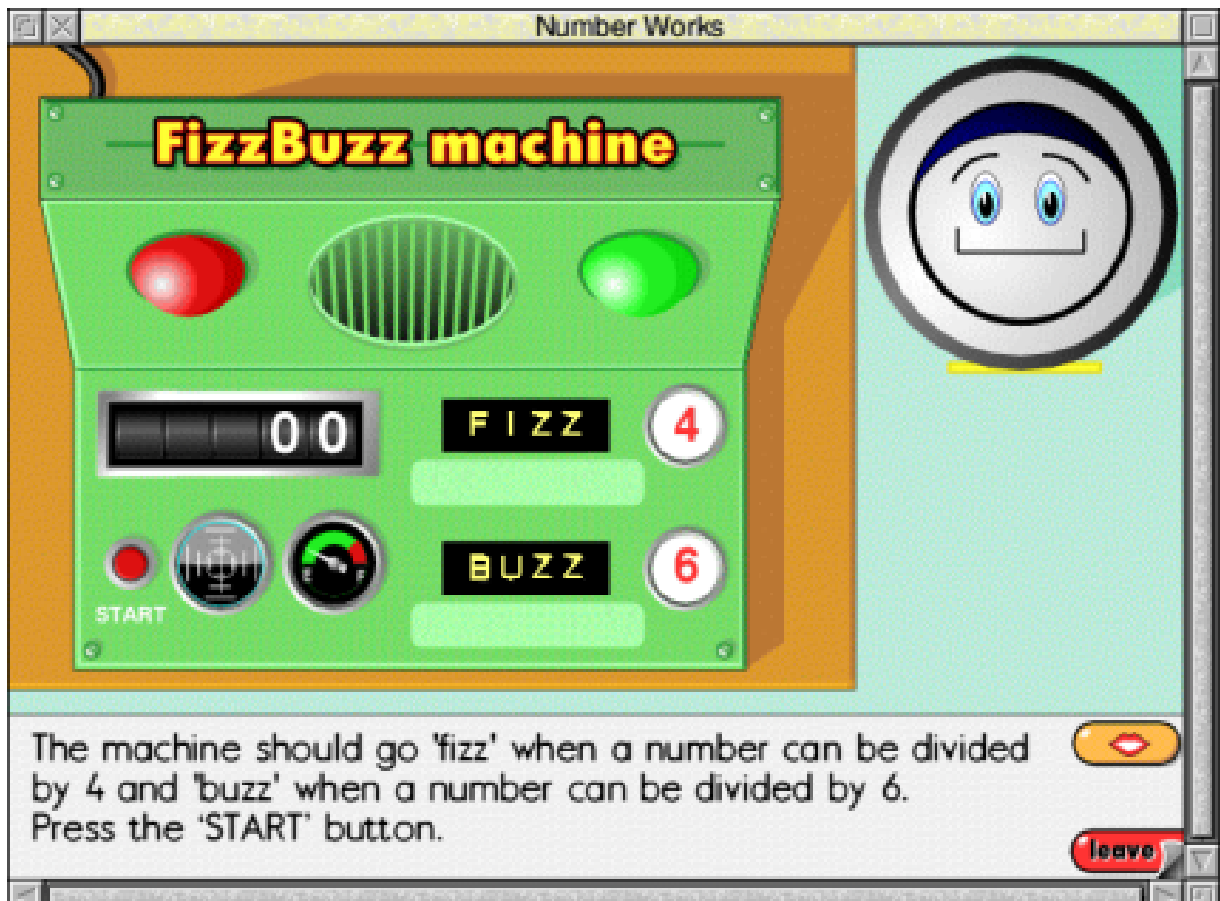 Number Works
FizzBuzz machine
00
FIZZ
4
BUZZ
6
START
The machine should go 'fizz' when a number can be divided
by 4 and 'buzz' when a number can be divided by 6.
Press the ‘START’ button.
leave